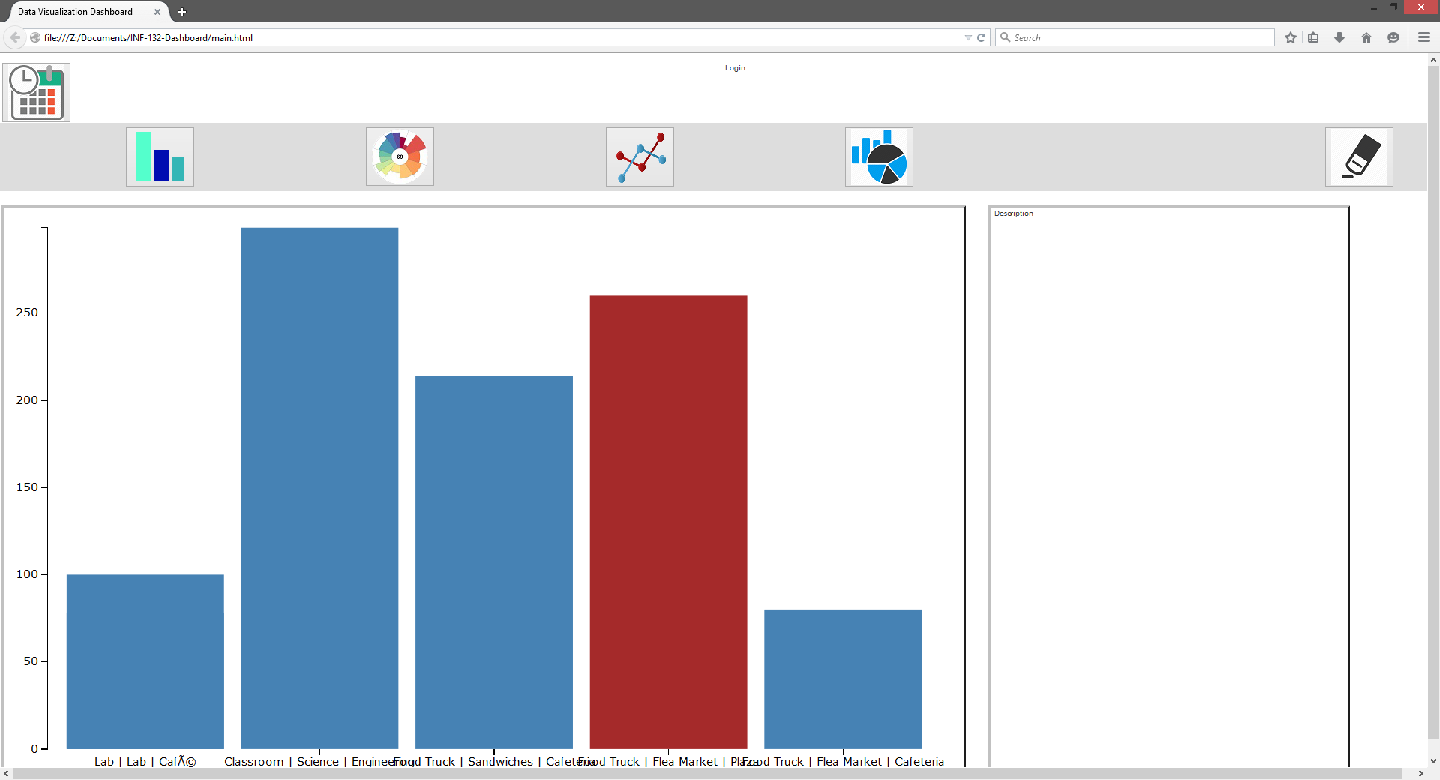 Data Visualization Dashboard
file:///Z:/Documents/INF-132-Dashboard/main.html
Search
Login
60
Description
250
200
150
100
50
0
Lab | Lab | CafÃ©
Classroom | Science | Engineering
Food Truck | Sandwiches | Cafeteria
Food Truck | Flea Market | Plaza
Food Truck | Flea Market | Cafeteria